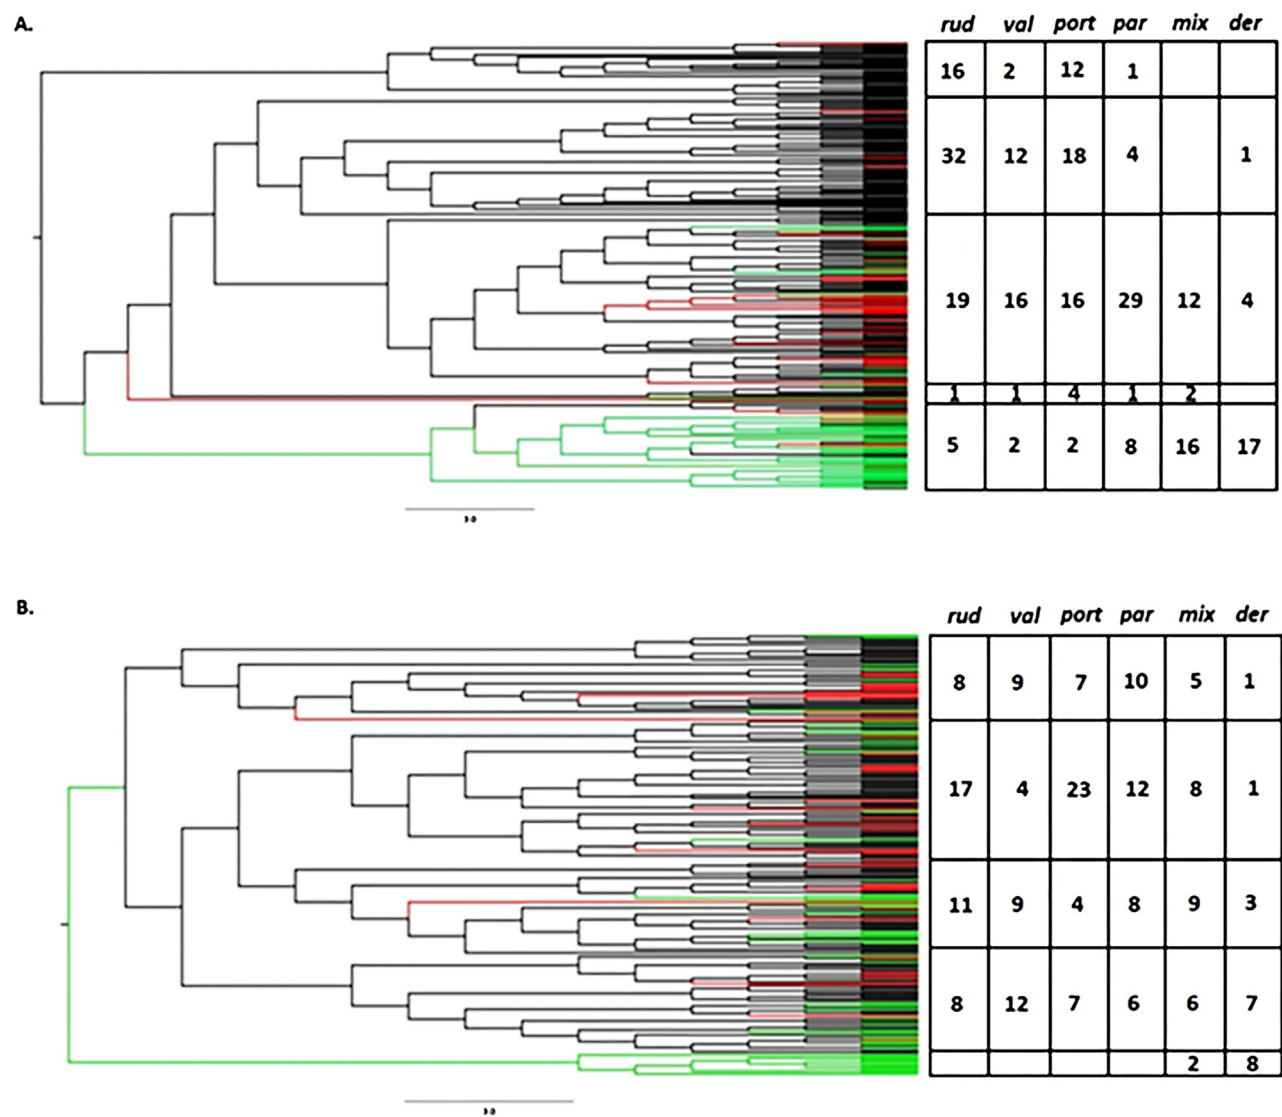 A.
rud val port par mix der
16 2 12 1
32 12 18 4 1
19 16 16 29 12 4
1 1 4 1 2
5 2 2 8 16 17
B.
rud val port par mix der
8 9 7 10 5 1
17 4 23 12 8 1
11 9 4 8 9 3
8 12 7 6 6 7
2 8